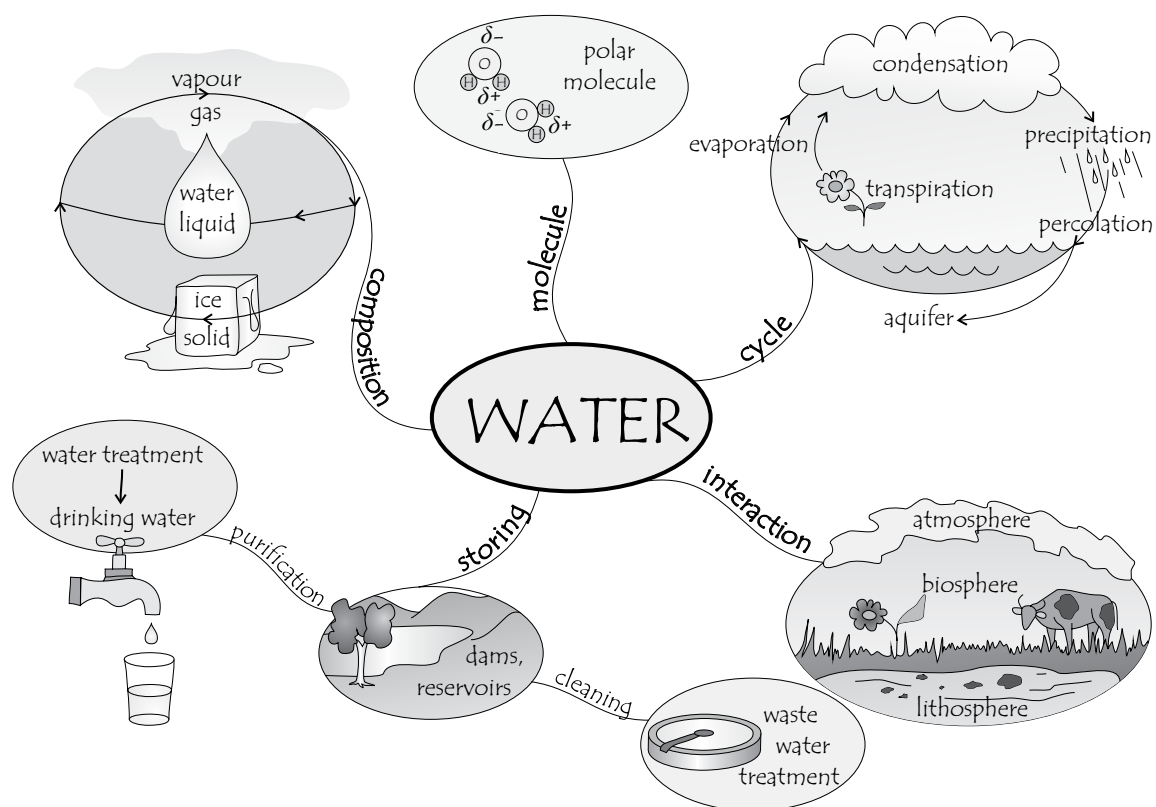 vapour
gas
water
liquid
ice
solid
composition
δ–
O
H
H
δ+
δ–
O
H
H
δ+
polar
molecule
molecule
condensation
evaporation
transpiration
precipitation
percolation
aquifer
cycle
WATER
water treatment
drinking water
purification
storing
dams,
reservoirs
cleaning
waste
water
treatment
interaction
atmosphere
biosphere
lithosphere